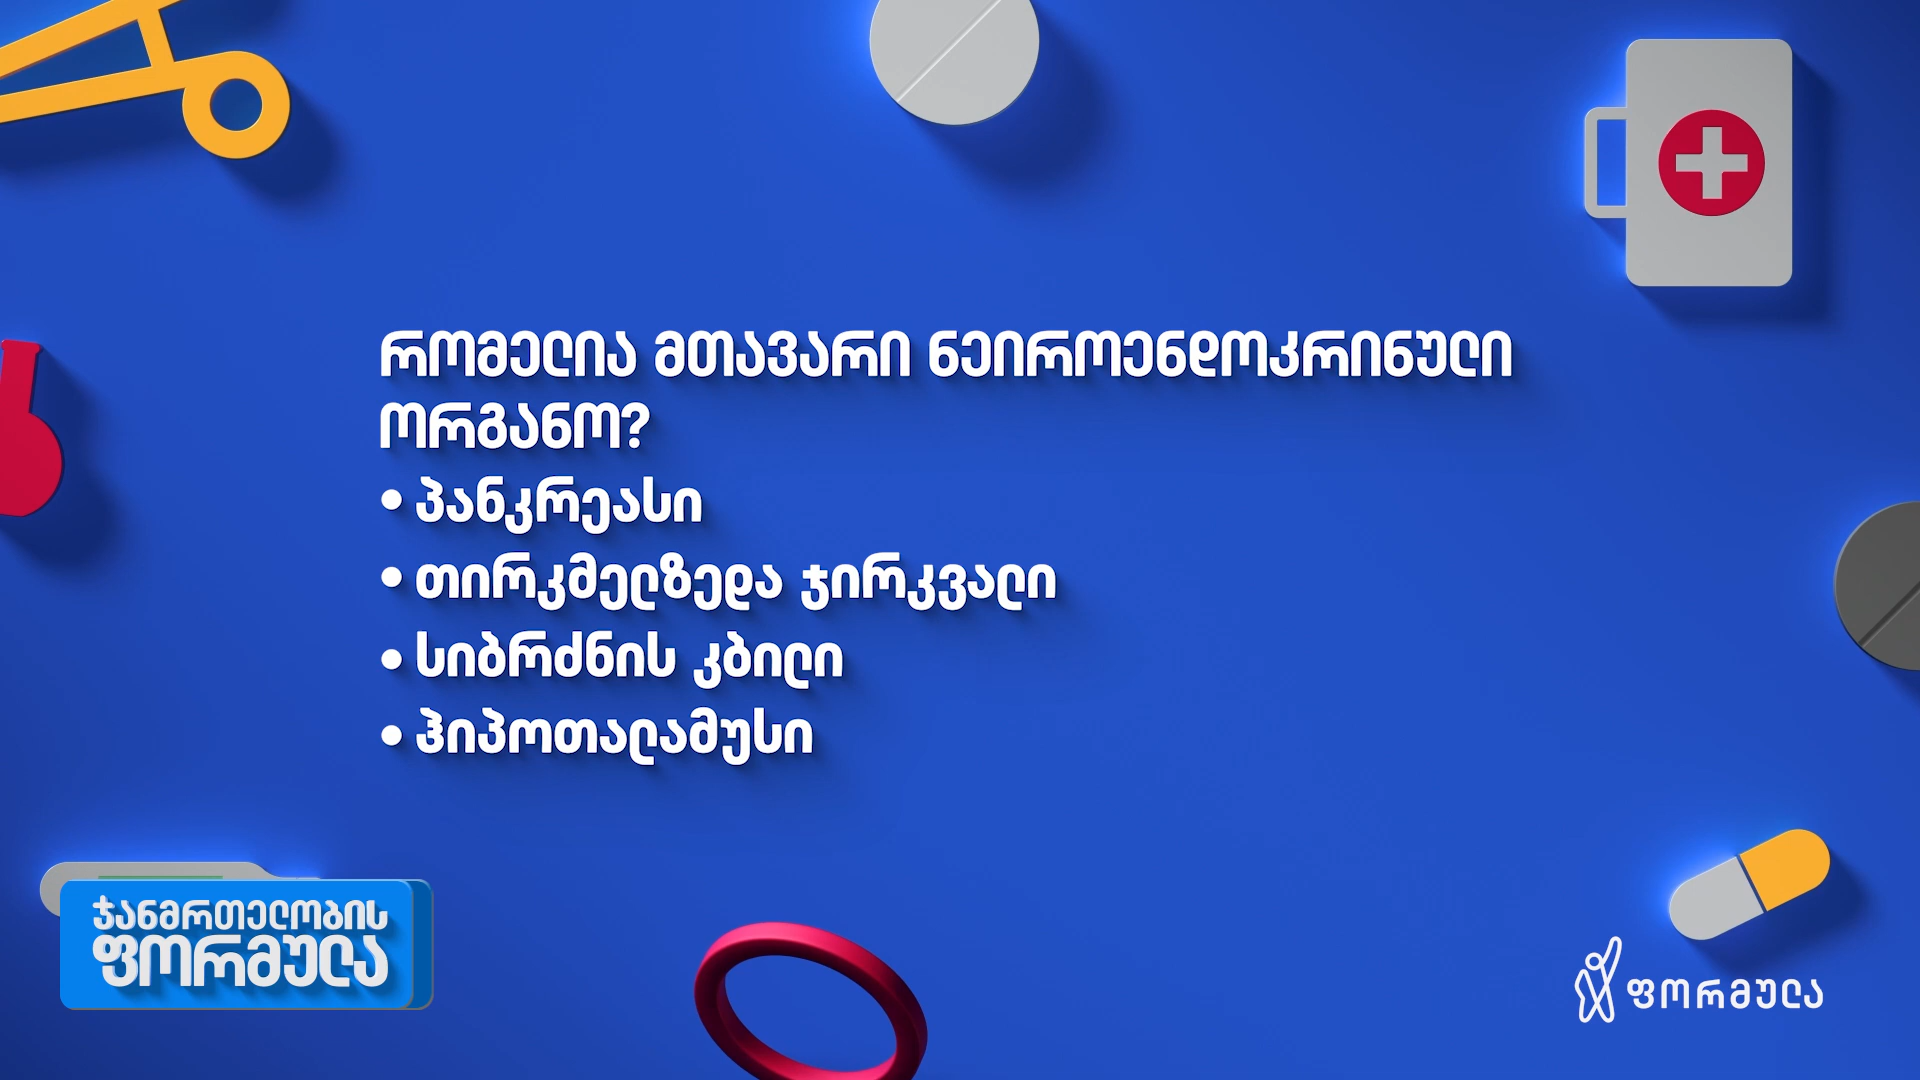 რომელია მთავარი ნეიროენდოკრინული
ორგანო?
• პანკრეასი
• თირკმელზედა ჯირკვალი
• სიბრძნის კბილი
• ჰიპოთალამუსი
ჯანმრთელობის
ფორმულა
ფორმულა